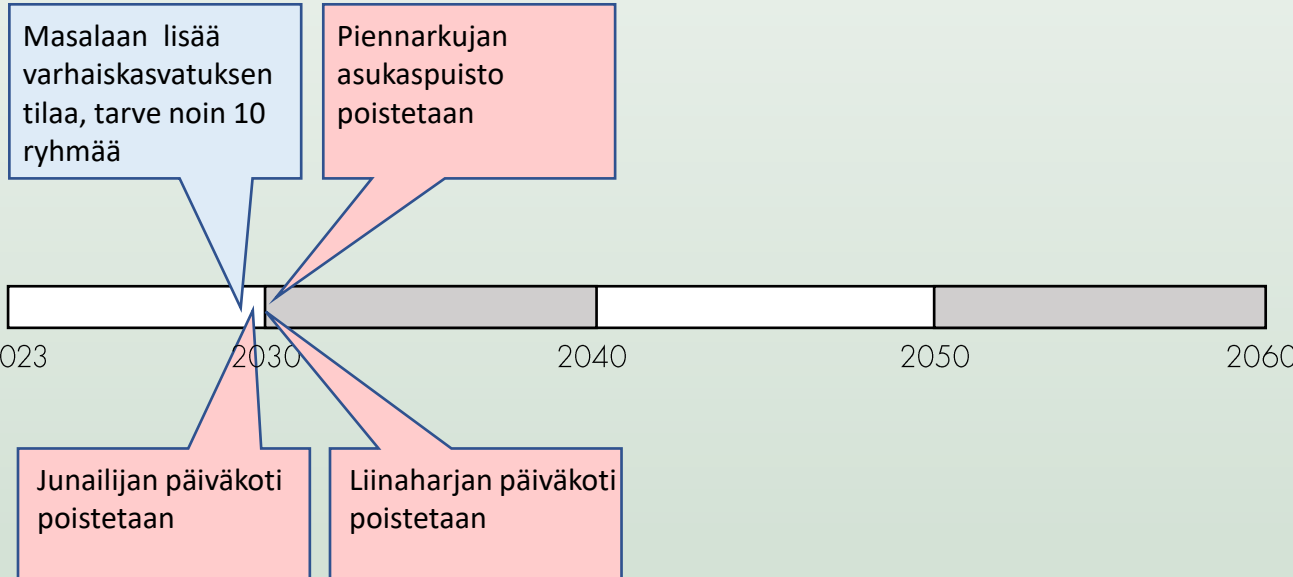 Masalaan lisää
varhaiskasvatuksen
tilaa, tarve noin 10
ryhmää
Piennarkujan
asukaspuisto
poistetaan
023
2030
2040
2050
2060
Junailijan päiväkoti
poistetaan
Liinaharjan päiväkoti
poistetaan